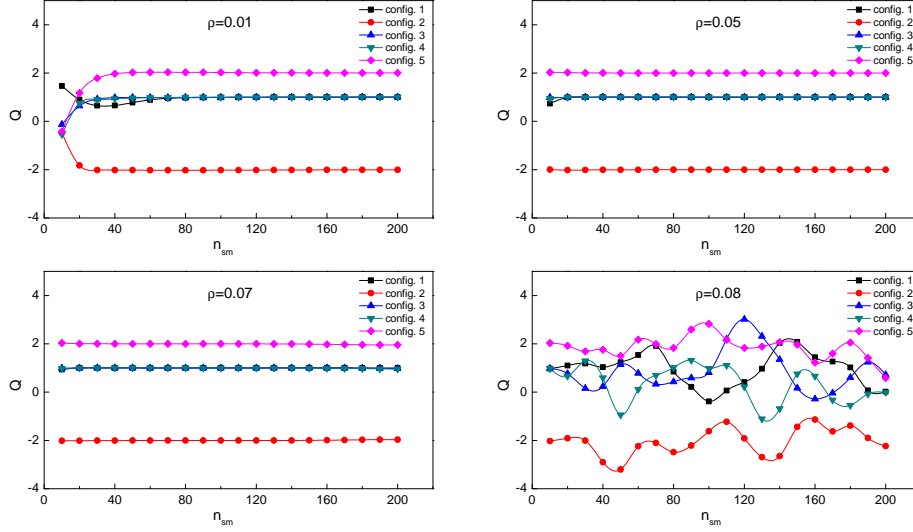 ρ=0.01
config. 1
config. 2
config. 3
config. 4
config. 5
4
2
0
-2
-4
Q
0 40 80 120 160 200
n_sm
ρ=0.05
config. 1
config. 2
config. 3
config. 4
config. 5
4
2
0
-2
-4
Q
0 40 80 120 160 200
n_sm
ρ=0.07
config. 1
config. 2
config. 3
config. 4
config. 5
4
2
0
-2
-4
Q
0 40 80 120 160 200
n_sm
ρ=0.08
config. 1
config. 2
config. 3
config. 4
config. 5
4
2
0
-2
-4
Q
0 40 80 120 160 200
n_sm